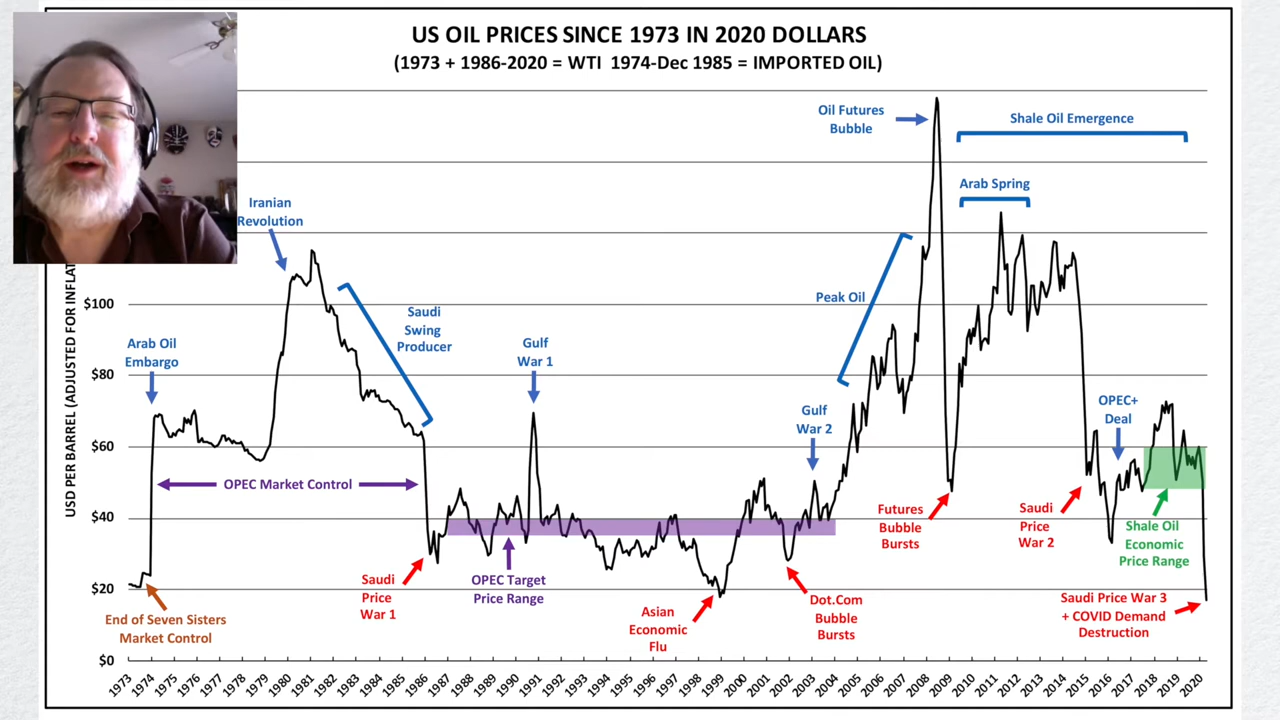 US OIL PRICES SINCE 1973 IN 2020 DOLLARS
(1973 + 1986-2020 = WTI 1974-Dec 1985 = IMPORTED OIL)
Oil Futures
Bubble
Shale Oil Emergence
Arab Spring
Iranian
Revolution
Peak Oil
Saudi
Swing
Producer
Arab Oil
Embargo
Gulf
War 1
Gulf
War 2
OPEC+
Deal
OPEC Market Control
Futures
Bubble
Bursts
Saudi
Price
War 2
Shale Oil
Economic
Price Range
Saudi
Price
War 1
OPEC Target
Price Range
Asian
Economic
Flu
Dot.Com
Bubble
Bursts
Saudi Price War 3
+ COVID Demand
Destruction
End of Seven Sisters
Market Control
USD PER BARREL (ADJUSTED FOR
$100
$80
$60
$40
$20
$0
1973 1974 1975 1976 1977 1978 1979 1980 1981 1982 1983 1984 1985 1986 1987 1988 1989 1990 1991 1992 1993 1994 1995 1996 1997 1998 1999 2000 2001 2002 2003 2004 2005 2006 2007 2008 2009 2010 2011 2012 2013 2014 2015 2016 2017 2018 2019 2020